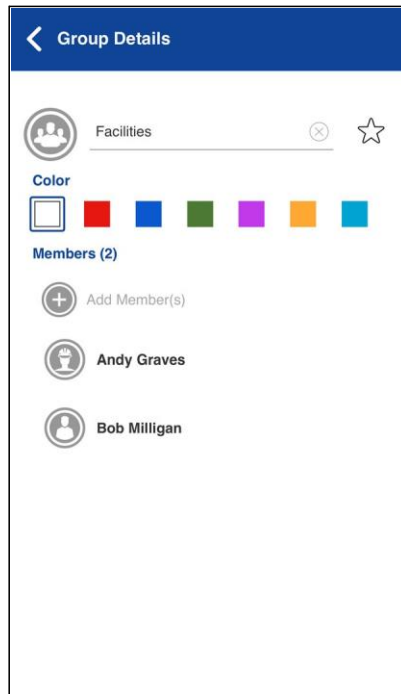 Group Details
Facilities
Color
Members (2)
Add Member(s)
Andy Graves
Bob Milligan